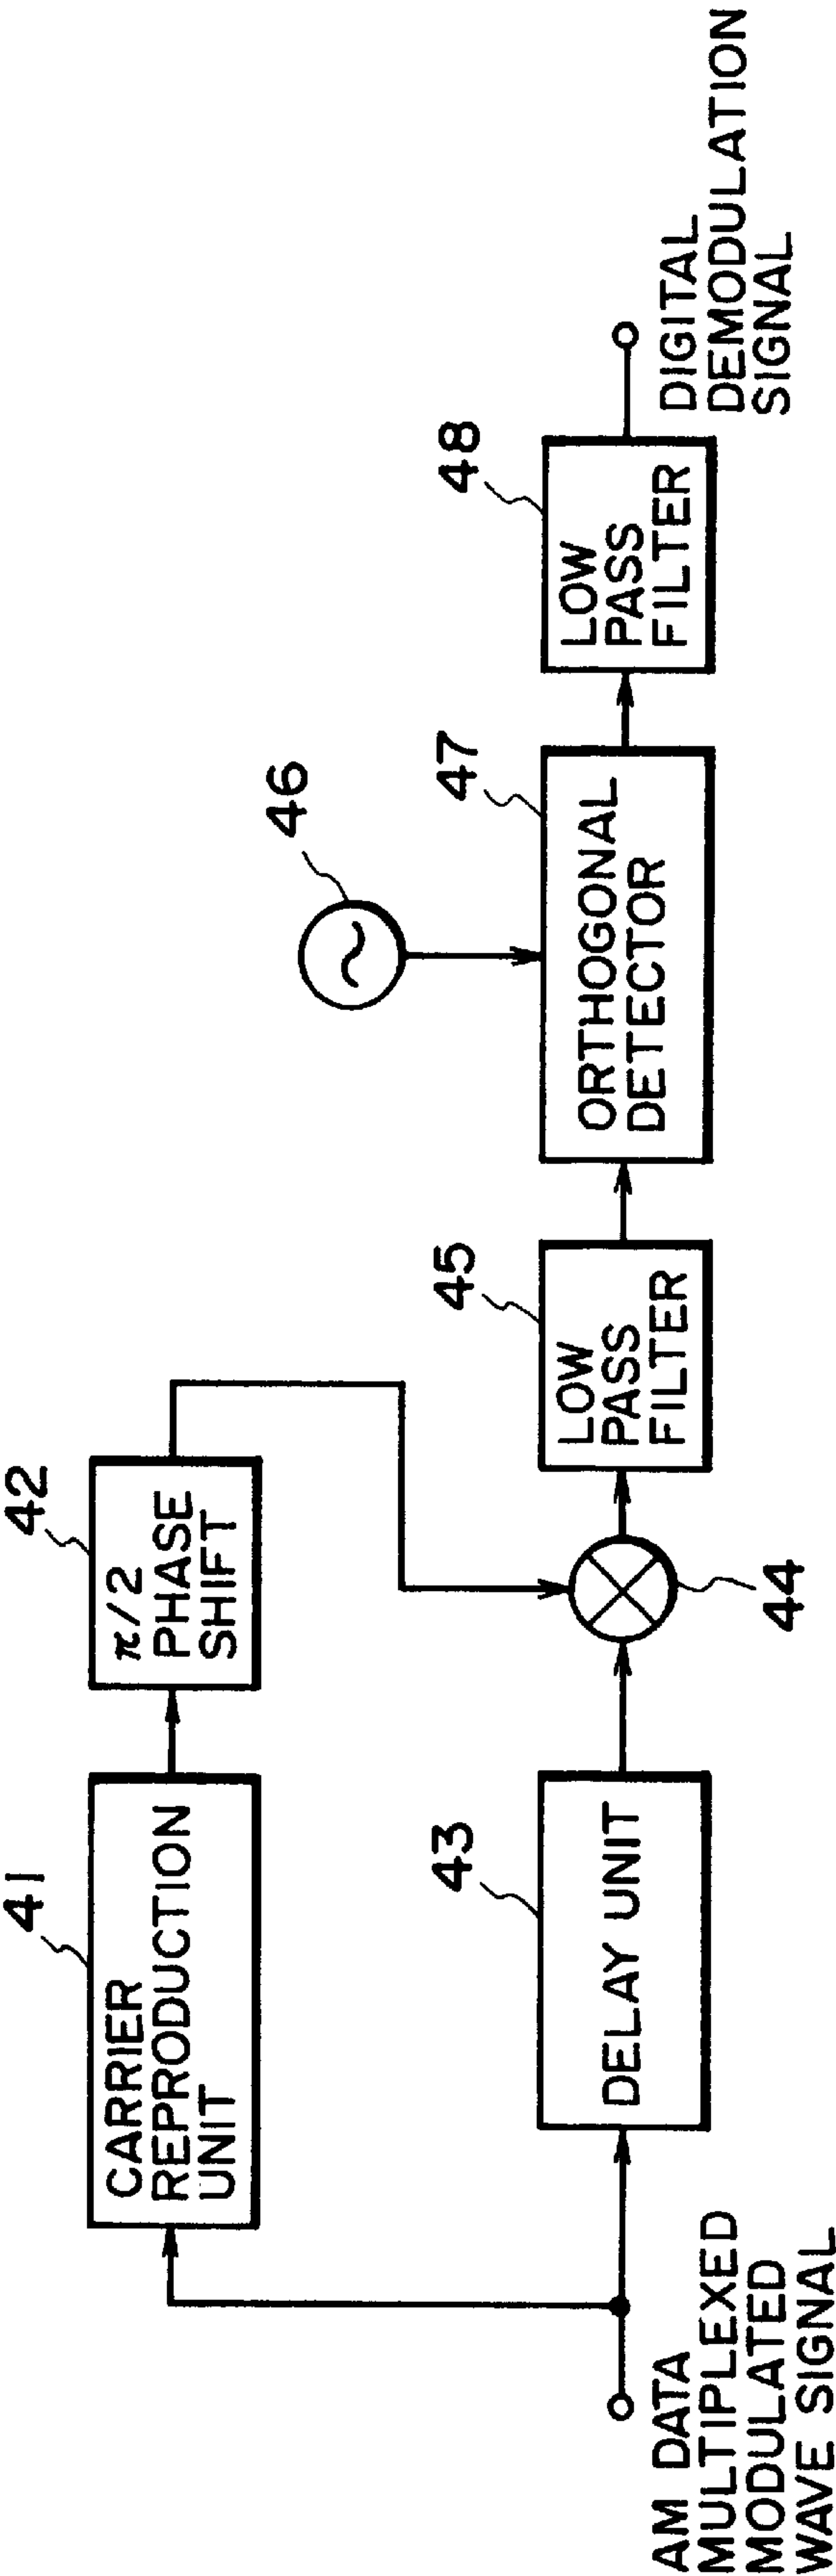 41
CARRIER
REPRODUCTION
UNIT
42
π/2
PHASE
SHIFT
46
43
DELAY UNIT
44
45
LOW
PASS
FILTER
47
ORTHOGONAL
DETECTOR
48
LOW
PASS
FILTER
AM DATA
MULTIPLEXED
MODULATED
WAVE SIGNAL
DIGITAL
DEMODULATION
SIGNAL